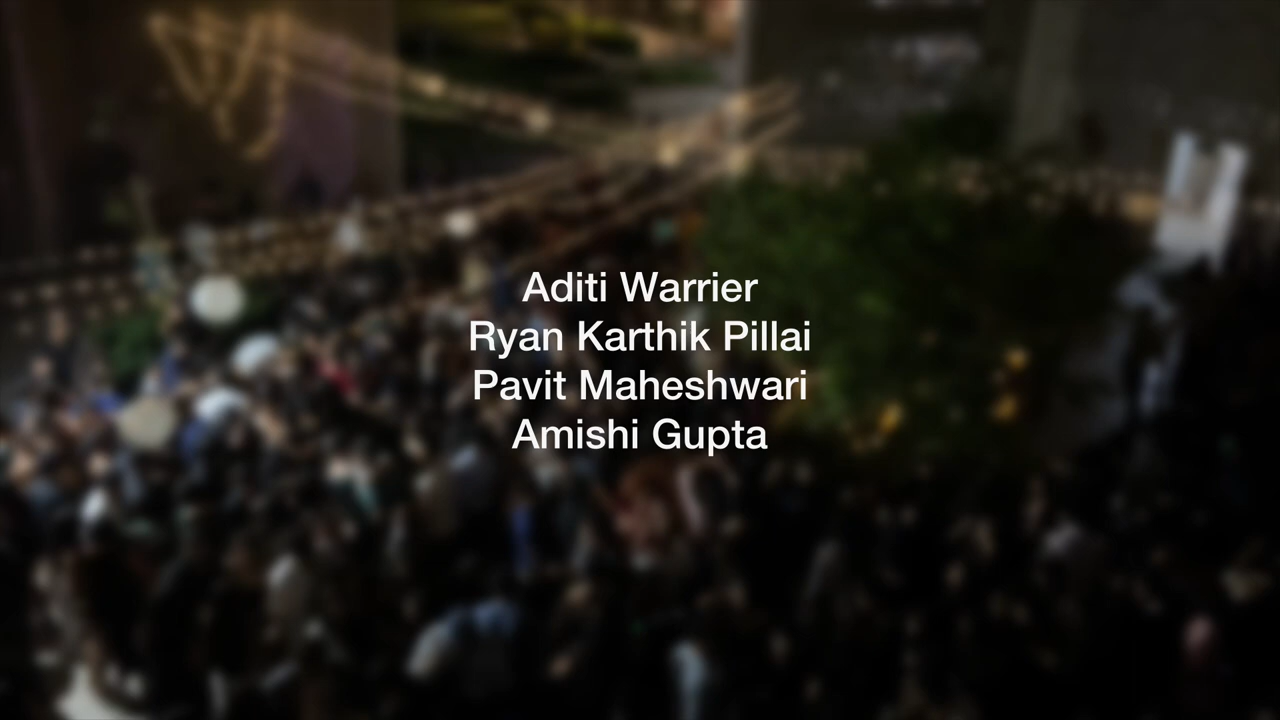 Aditi Warrier
Ryan Karthik Pillai
Pavit Maheshwari
Amishi Gupta